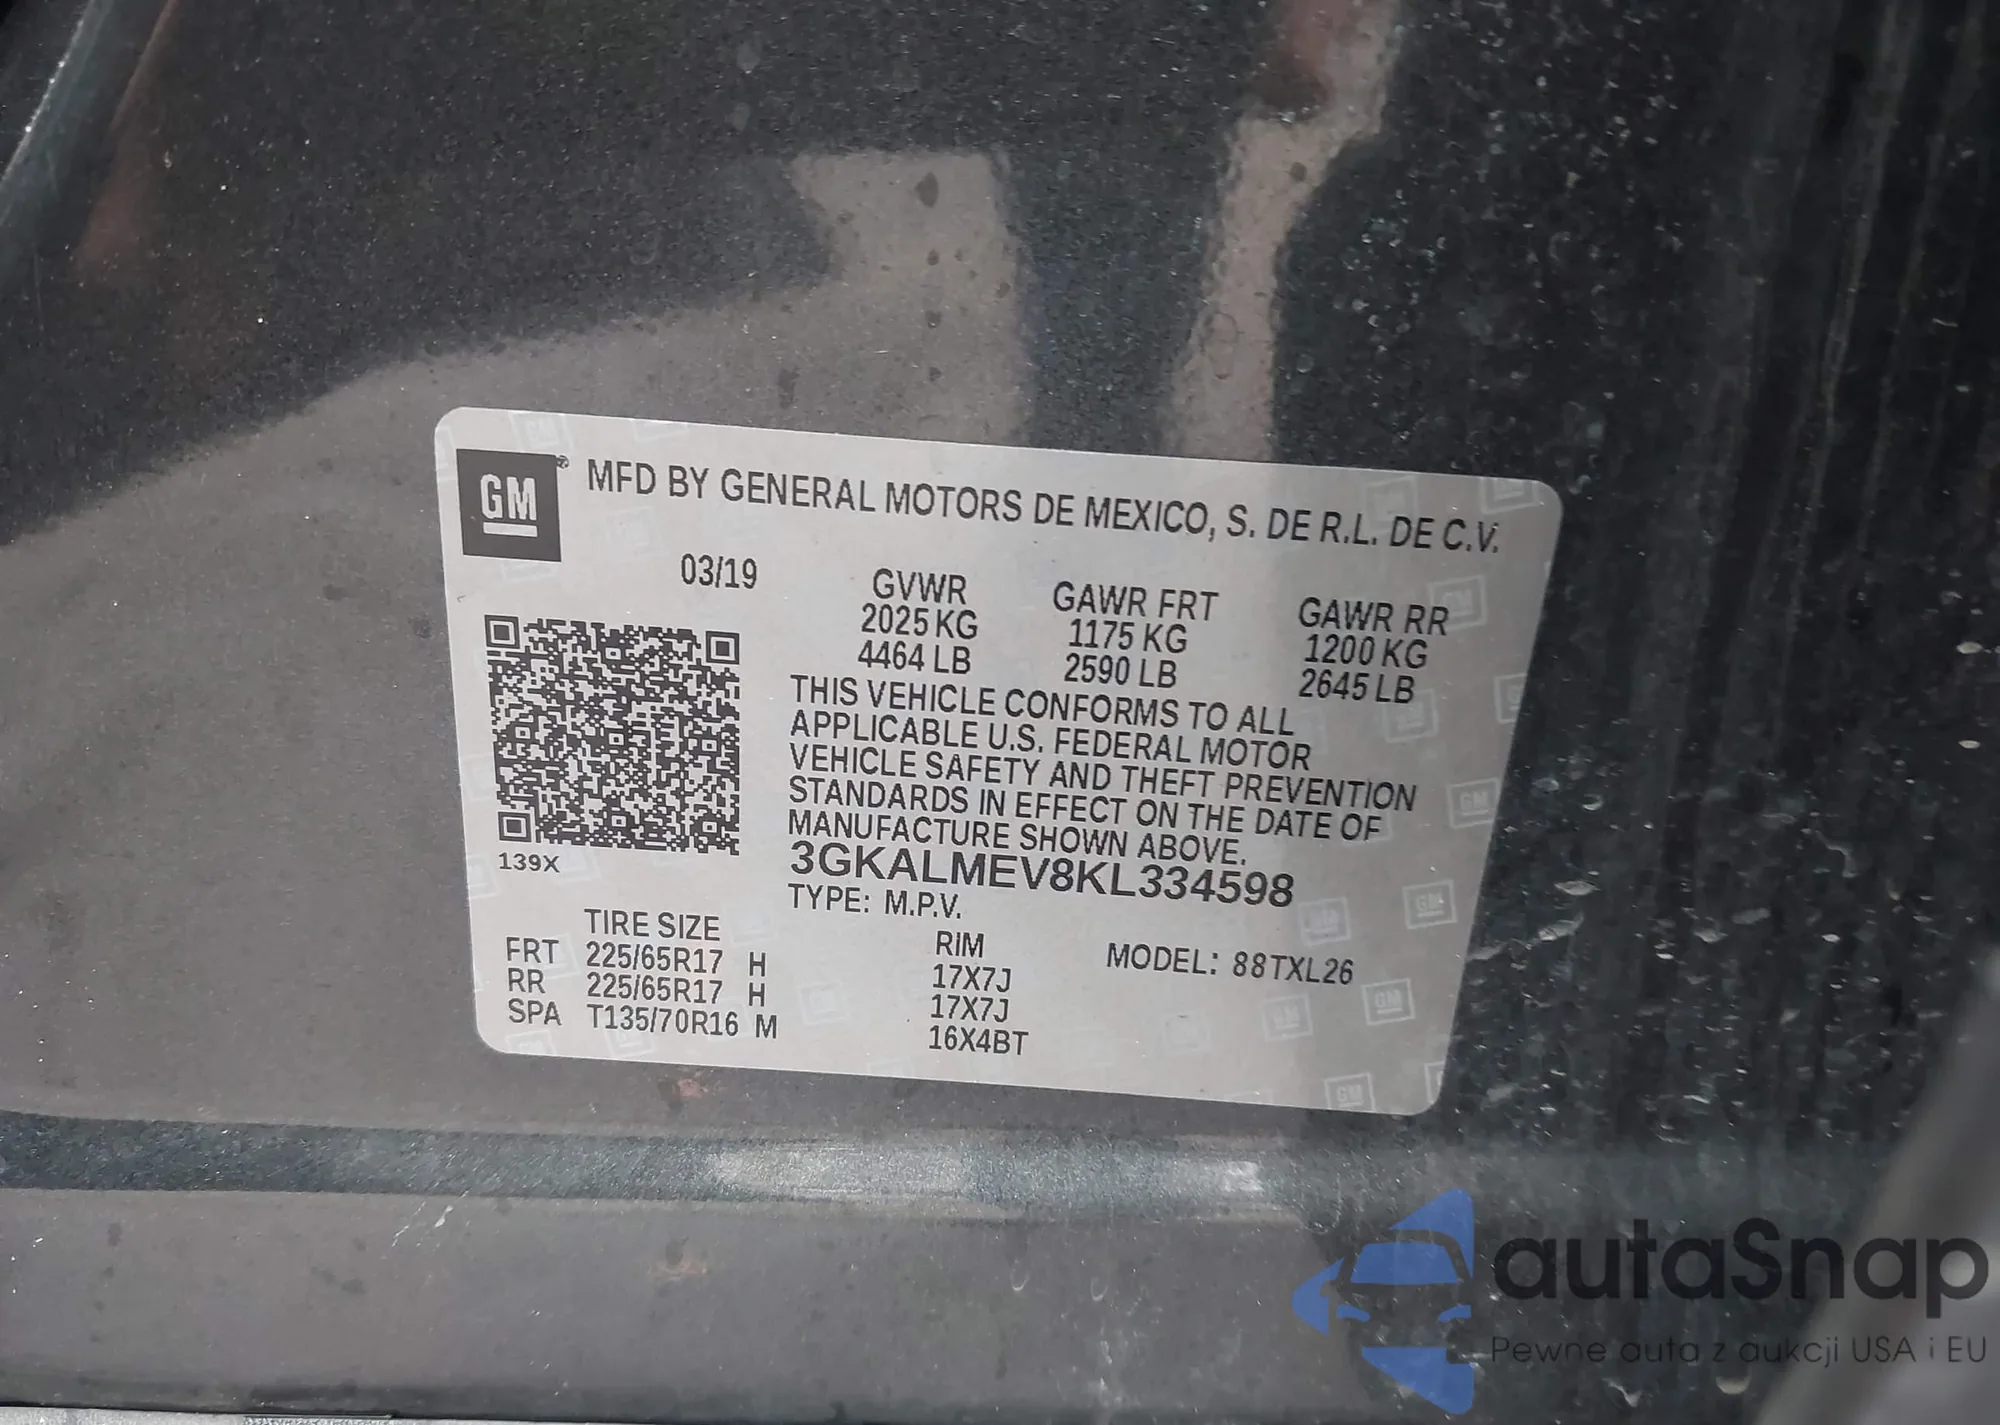 GM® MFD BY GENERAL MOTORS DE MEXICO, S. DE R.L. DE C.V.
03/19 GVWR GAWR FRT GAWR RR
2025 KG 1175 KG 1200 KG
4464 LB 2590 LB 2645 LB
THIS VEHICLE CONFORMS TO ALL
APPLICABLE U.S. FEDERAL MOTOR
VEHICLE SAFETY AND THEFT PREVENTION
STANDARDS IN EFFECT ON THE DATE OF
MANUFACTURE SHOWN ABOVE.
139X 3GKALMEV8KL334598
TYPE: M.P.V.
TIRE SIZE RIM MODEL: 88TXL26
FRT 225/65R17 H 17X7J
RR 225/65R17 H 17X7J
SPA T135/70R16 M 16X4BT
autaSnap
Pewne auta z aukcji USA i EU